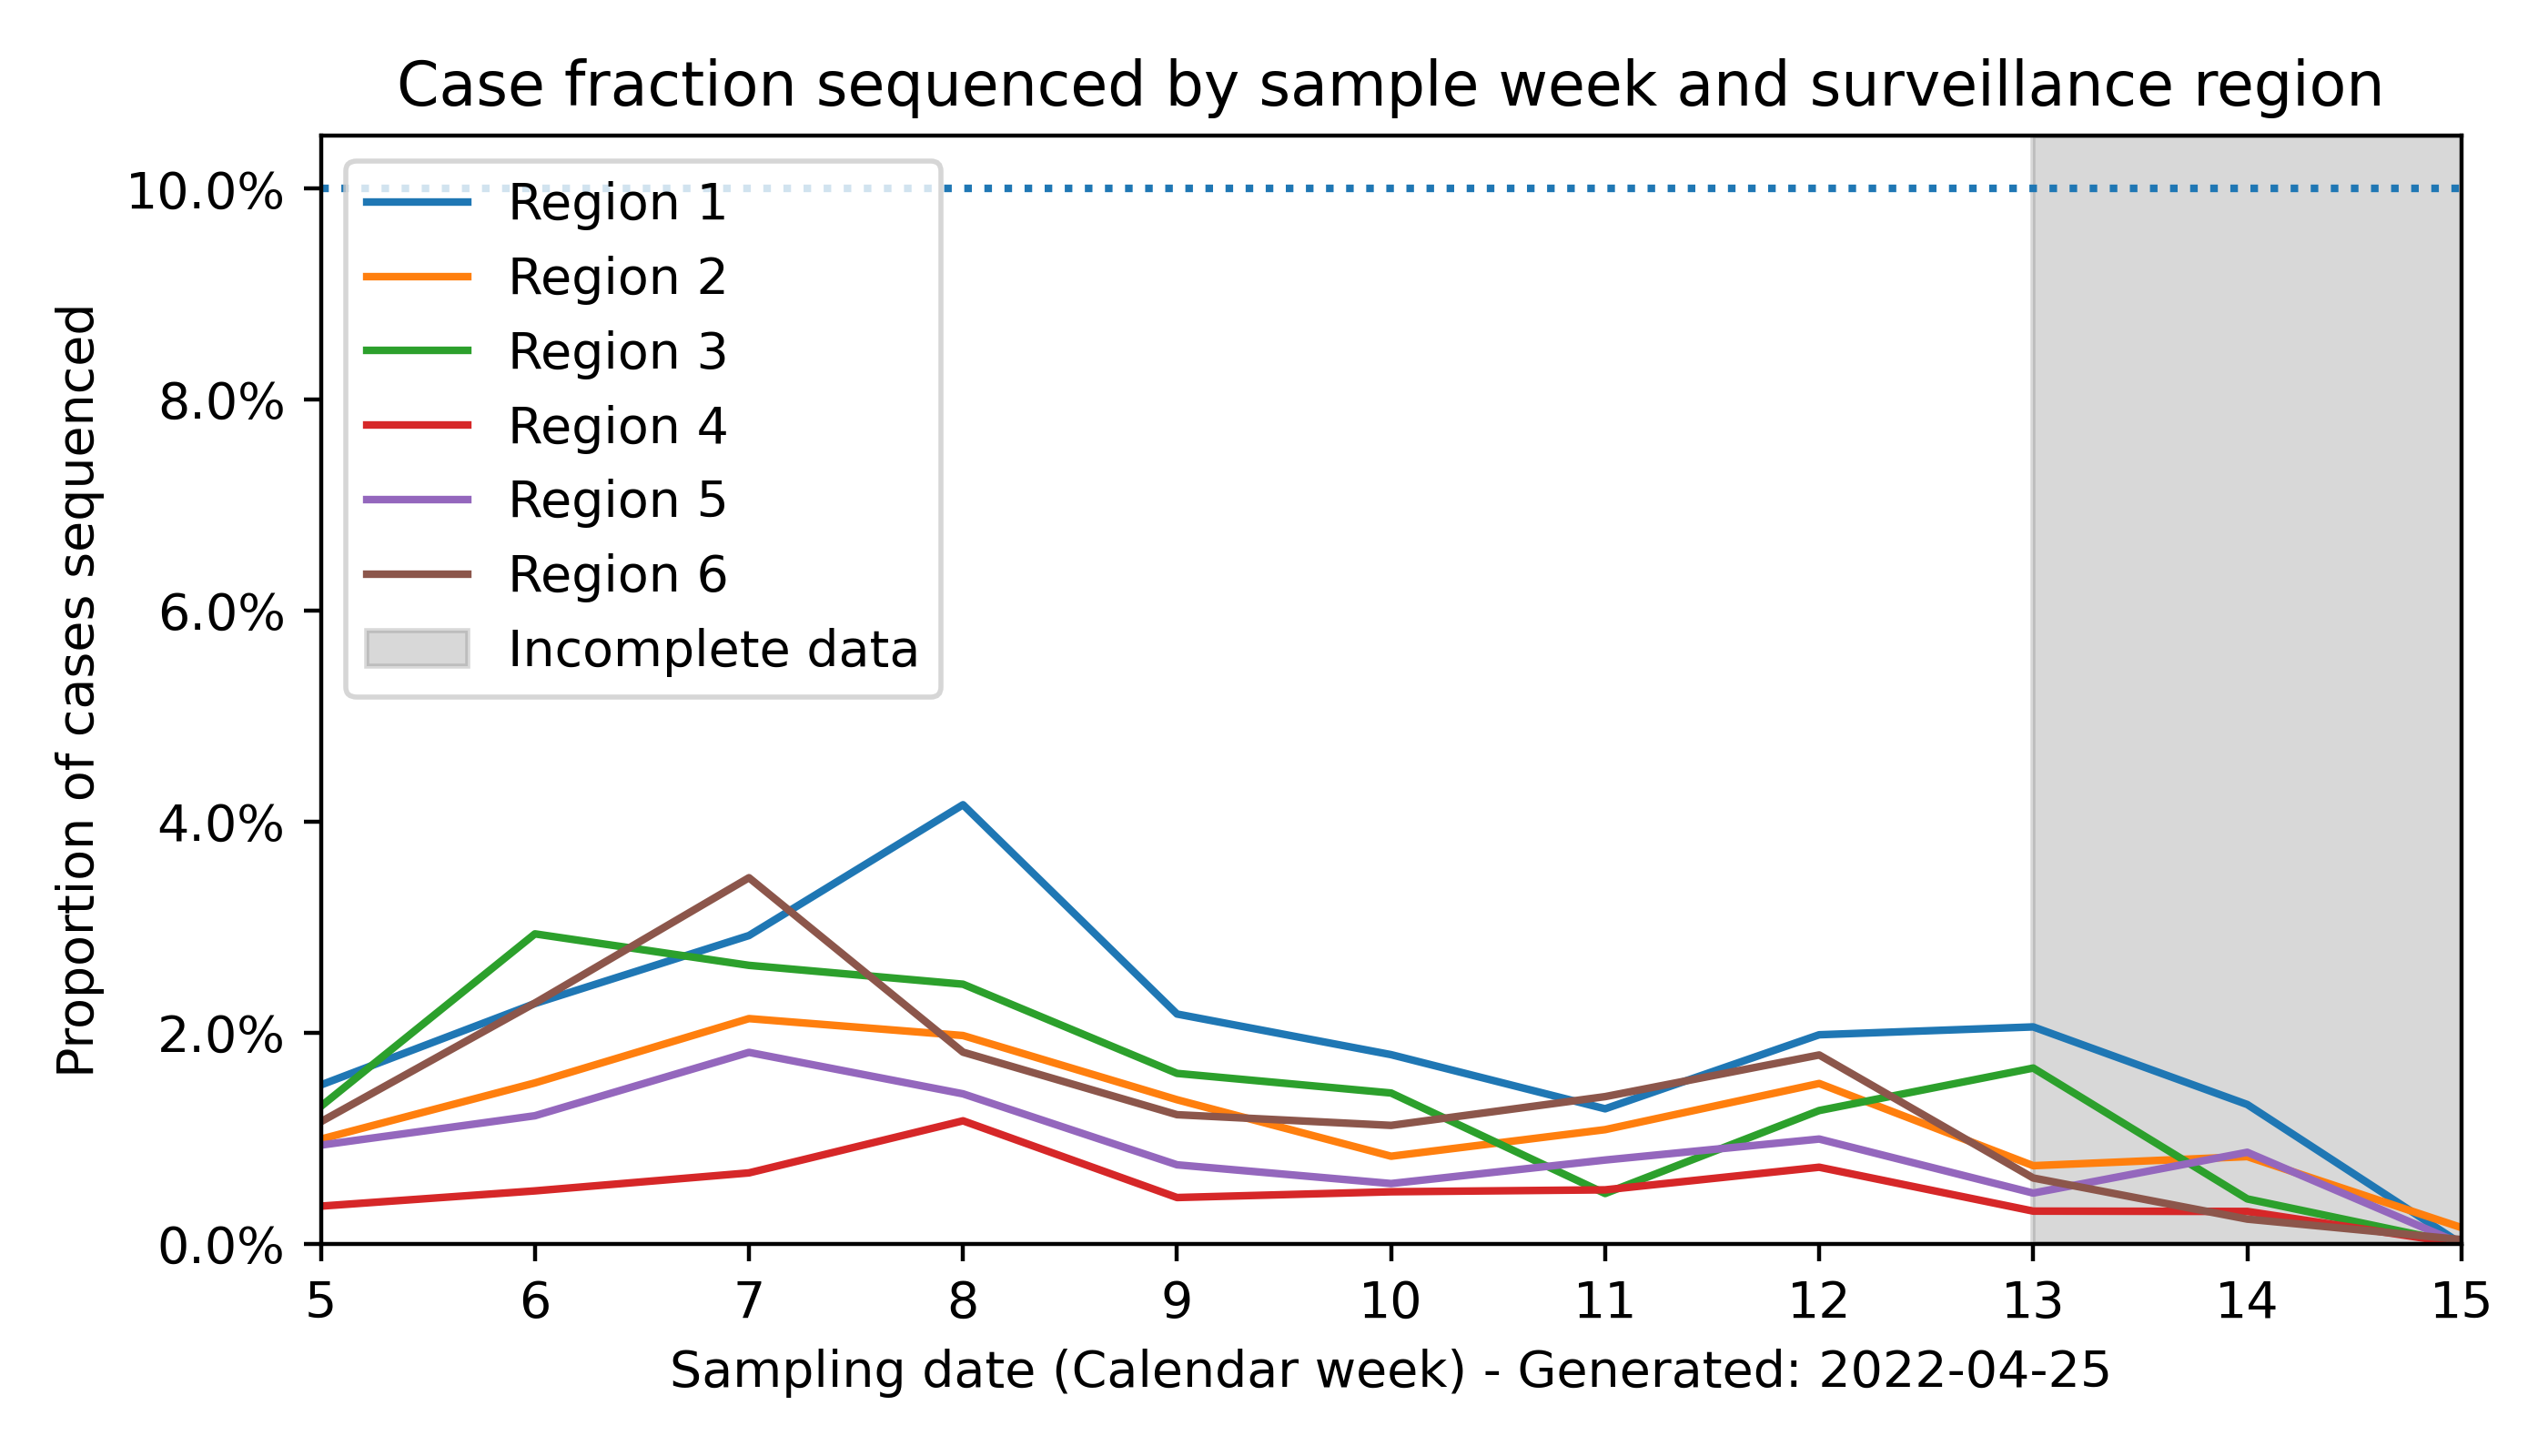 Case fraction sequenced by sample week and surveillance region
10.0%
8.0%
6.0%
4.0%
2.0%
0.0%
Proportion of cases sequenced
Region 1
Region 2
Region 3
Region 4
Region 5
Region 6
Incomplete data
5 6 7 8 9 10 11 12 13 14 15
Sampling date (Calendar week) - Generated: 2022-04-25